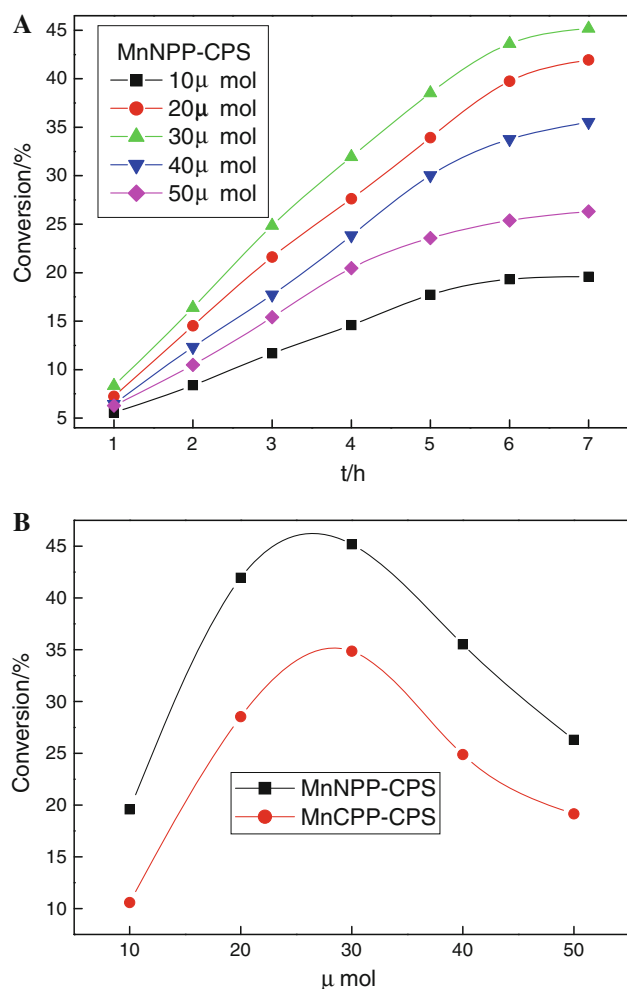 A
45
40
35
30
25
20
15
10
5
Conversion/%
MnNPP-CPS
10μ mol
20μ mol
30μ mol
40μ mol
50μ mol
1 2 3 4 5 6 7
t/h
B
45
40
35
30
25
20
15
10
Conversion/%
MnNPP-CPS
MnCPP-CPS
10 20 30 40 50
μ mol